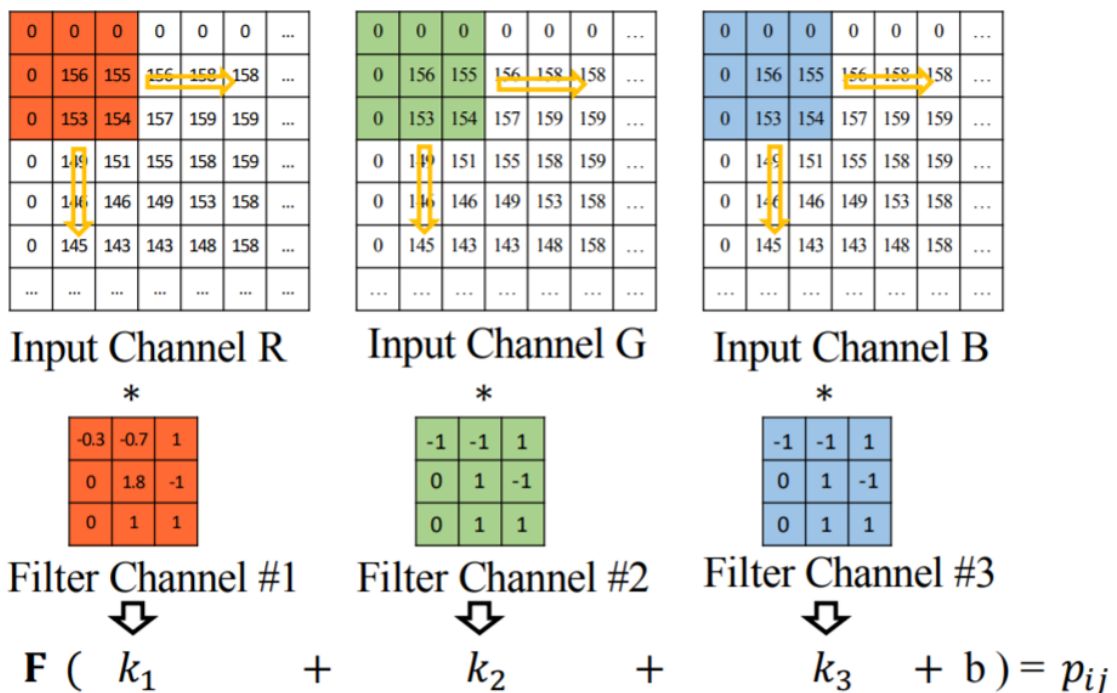 0 0 0 0 0 0 ... 0 0 0 0 0 0 ... 0 0 0 0 0 0 ...
0 156 155 156 158 158 ... 0 156 155 156 158 158 ... 0 156 155 156 158 158 ...
0 153 154 157 159 159 ... 0 153 154 157 159 159 ... 0 153 154 157 159 159 ...
0 149 151 155 158 159 ... 0 149 151 155 158 159 ... 0 149 151 155 158 159 ...
0 146 146 149 153 158 ... 0 146 146 149 153 158 ... 0 146 146 149 153 158 ...
0 145 143 143 148 158 ... 0 145 143 143 148 158 ... 0 145 143 143 148 158 ...
... ... ... ... ... ... ... ... ... ... ... ... ... ... ... ... ... ... ... ... ...
Input Channel R Input Channel G Input Channel B
* * *
-0.3 -0.7 1 -1 -1 1 -1 -1 1
0 1.8 -1 0 1 -1 0 1 -1
0 1 1 0 1 1 0 1 1
Filter Channel #1 Filter Channel #2 Filter Channel #3
F ( k₁ + k₂ + k₃ + b ) = pᵢⱼ